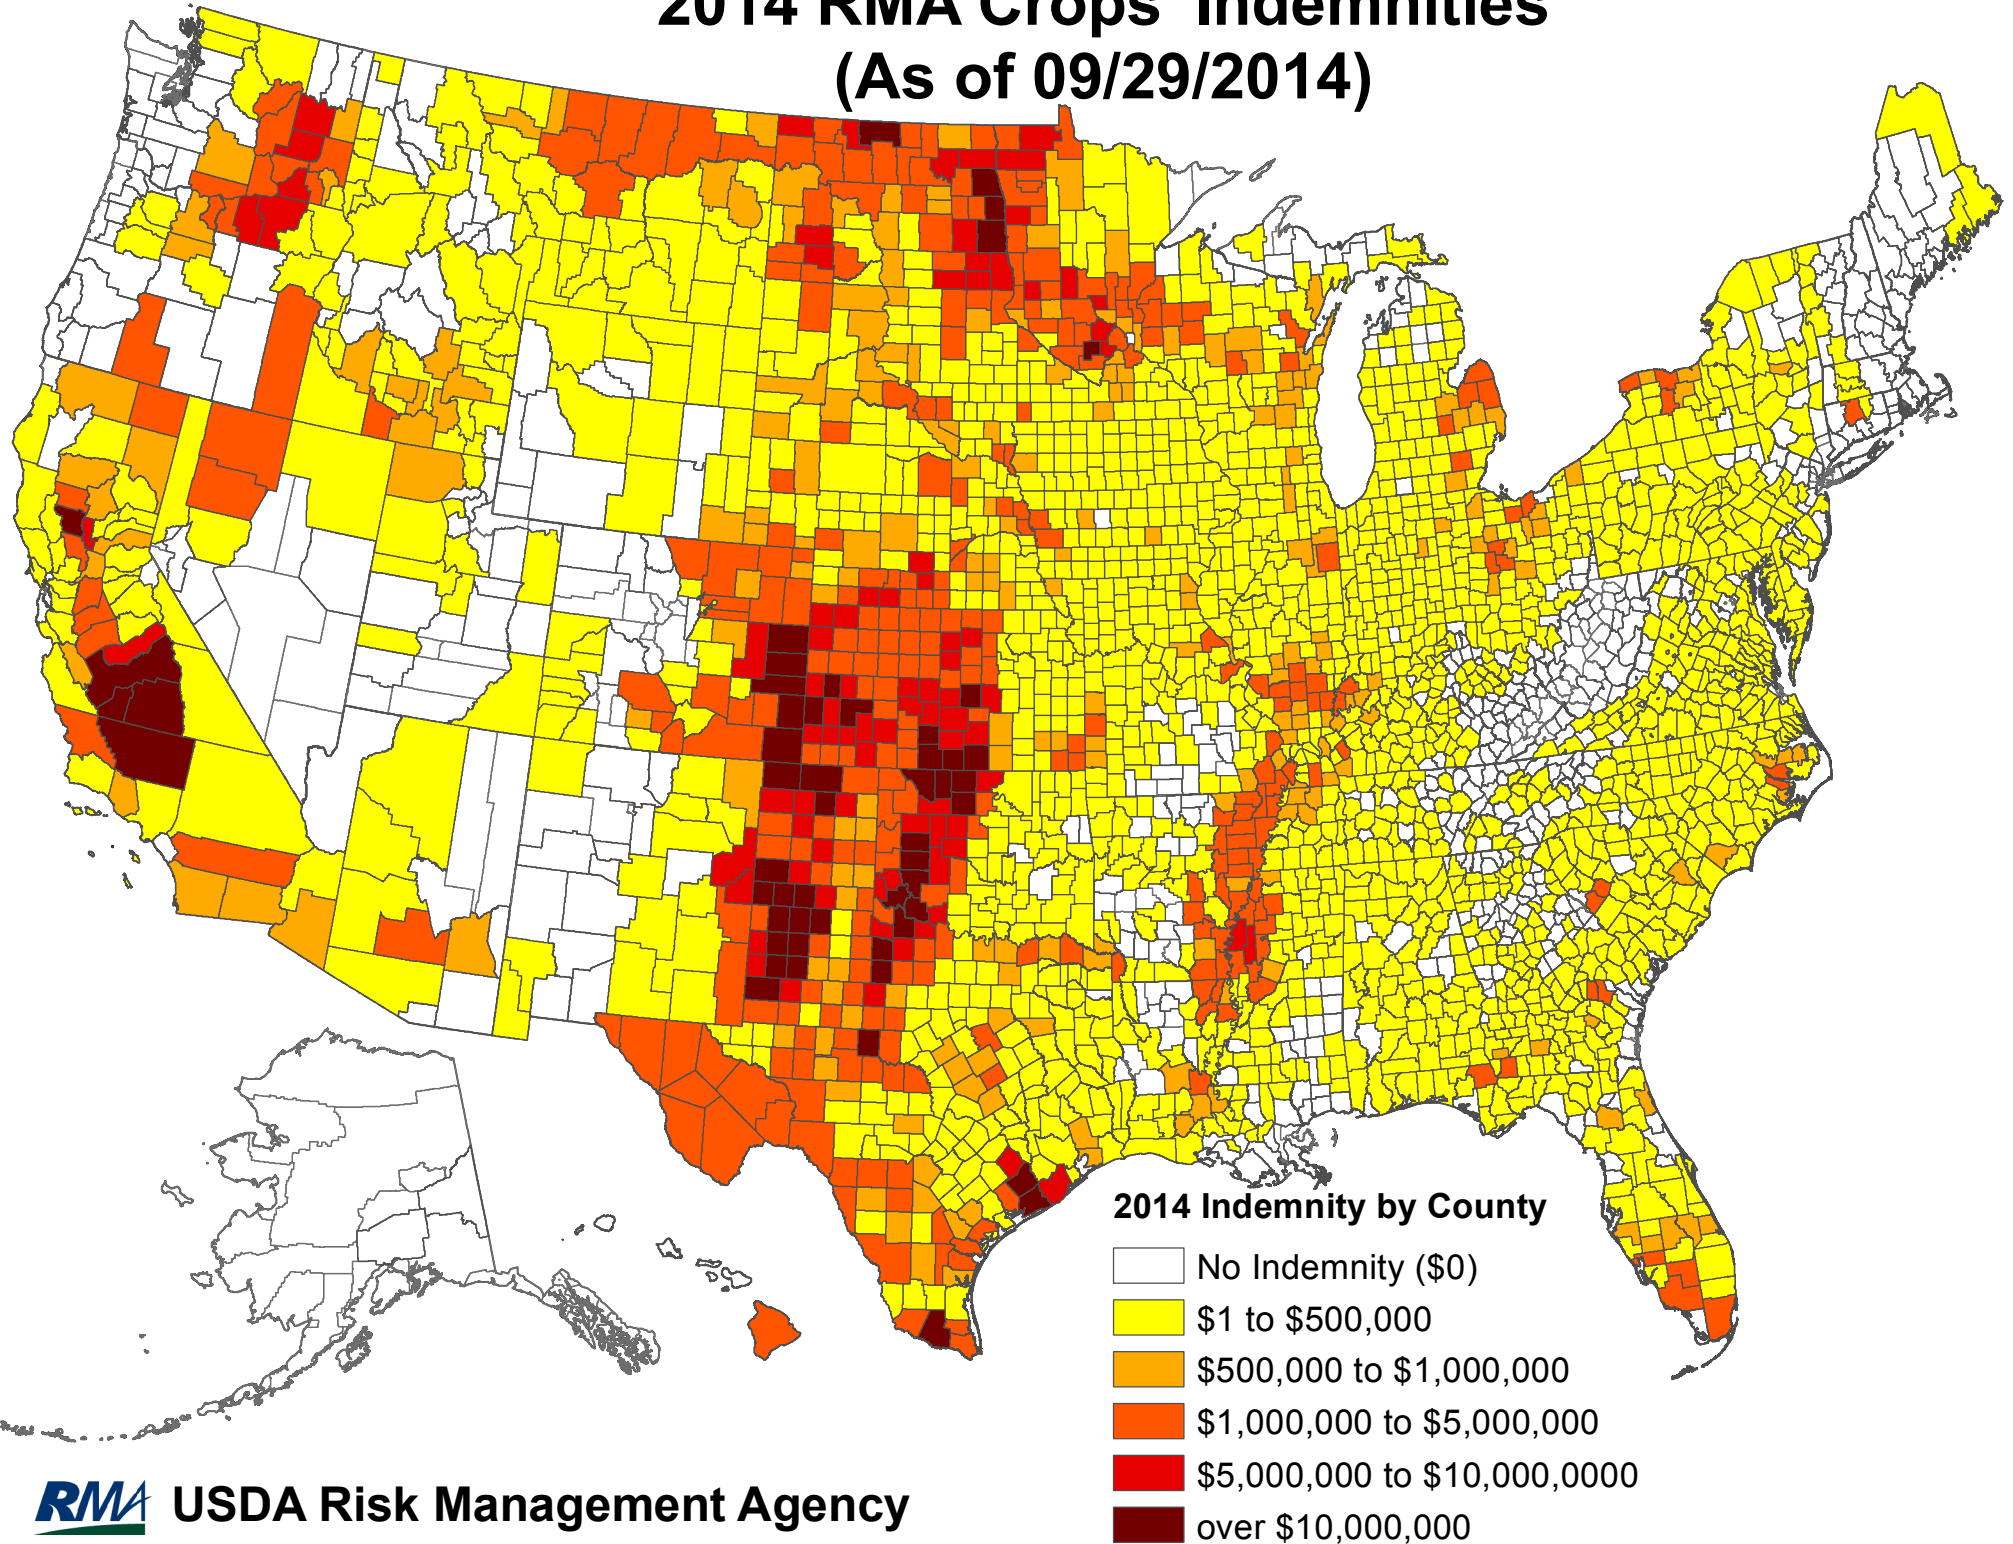 2014 RMA Crops' Indemnities
(As of 09/29/2014)
2014 Indemnity by County
No Indemnity ($0)
$1 to $500,000
$500,000 to $1,000,000
$1,000,000 to $5,000,000
$5,000,000 to $10,000,0000
over $10,000,000
RMA USDA Risk Management Agency